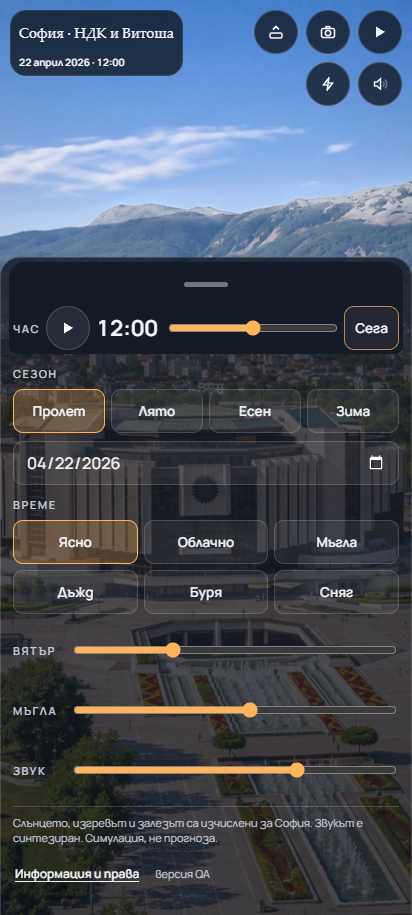 София · НДК и Витоша
22 април 2026 · 12:00
ЧАС 12:00 Сега
СЕЗОН
Пролет Лято Есен Зима
04/22/2026
ВРЕМЕ
Ясно Облачно Мъгла
Дъжд Буря Сняг
ВЯТЪР
МЪГЛА
ЗВУК
Слънцето, изгревът и залезът са изчислени за София. Звукът е
синтезиран. Симулация, не прогноза.
Информация и права версия QA